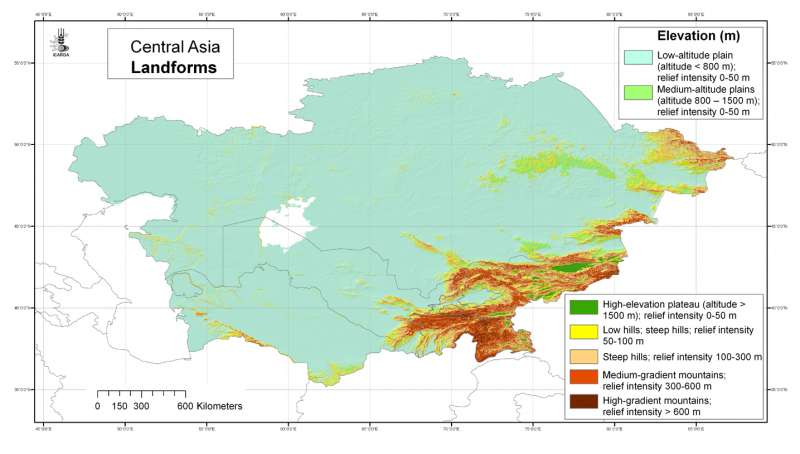 ICARDA
Central Asia
Landforms
Elevation (m)
Low-altitude plain
(altitude < 800 m);
relief intensity 0-50 m
Medium-altitude plains
(altitude 800 – 1500 m);
relief intensity 0-50 m
High-elevation plateau (altitude >
1500 m); relief intensity 0-50 m
Low hills; steep hills; relief intensity
50-100 m
Steep hills; relief intensity 100-300 m
Medium-gradient mountains;
relief intensity 300-600 m
High-gradient mountains;
relief intensity > 600 m
0 150 300 600 Kilometers